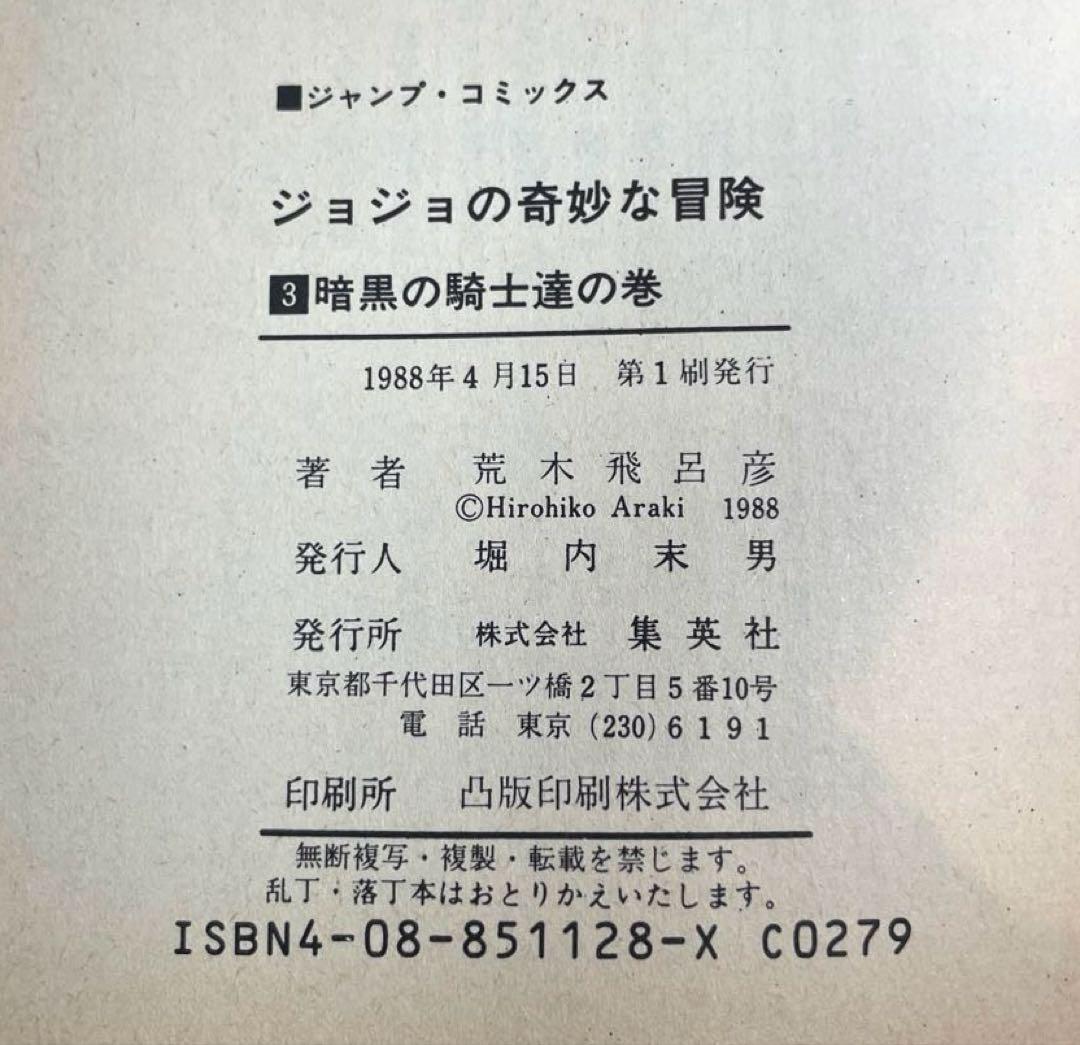 ■ジャンプ・コミックス
ジョジョの奇妙な冒険
3暗黒の騎士達の巻
1988年4月15日 第1刷発行
著者 荒木飛呂彦
©Hirohiko Araki 1988
発行人 堀内末男
発行所 株式会社 集英社
東京都千代田区一ツ橋2丁目5番10号
電話 東京(230)6191
印刷所 凸版印刷株式会社
無断複写・複製・転載を禁じます。
乱丁・落丁本はおとりかえいたします。
ISBN4-08-851128-X C0279